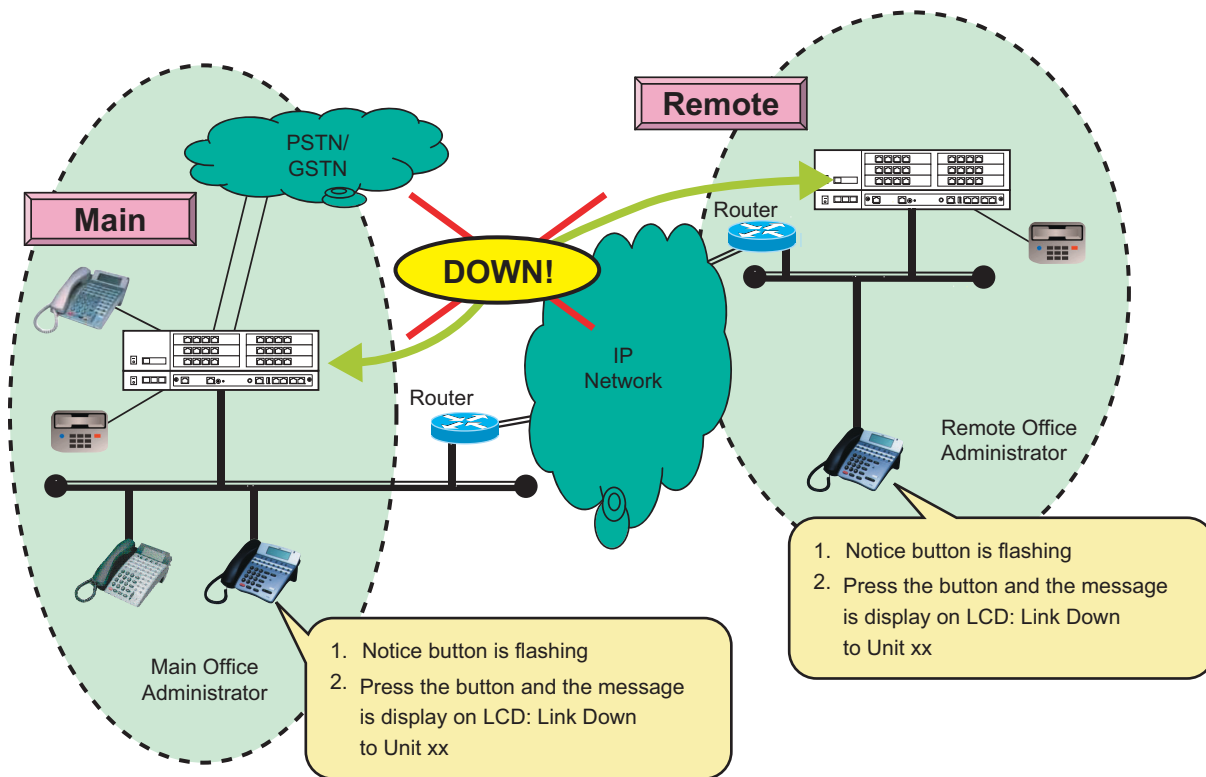 Remote
PSTN/
GSTN
Main
Router
DOWN!
IP
Network
Router
Remote Office
Administrator
1. Notice button is flashing
2. Press the button and the message
is display on LCD: Link Down
to Unit xx
Main Office
Administrator
1. Notice button is flashing
2. Press the button and the message
is display on LCD: Link Down
to Unit xx